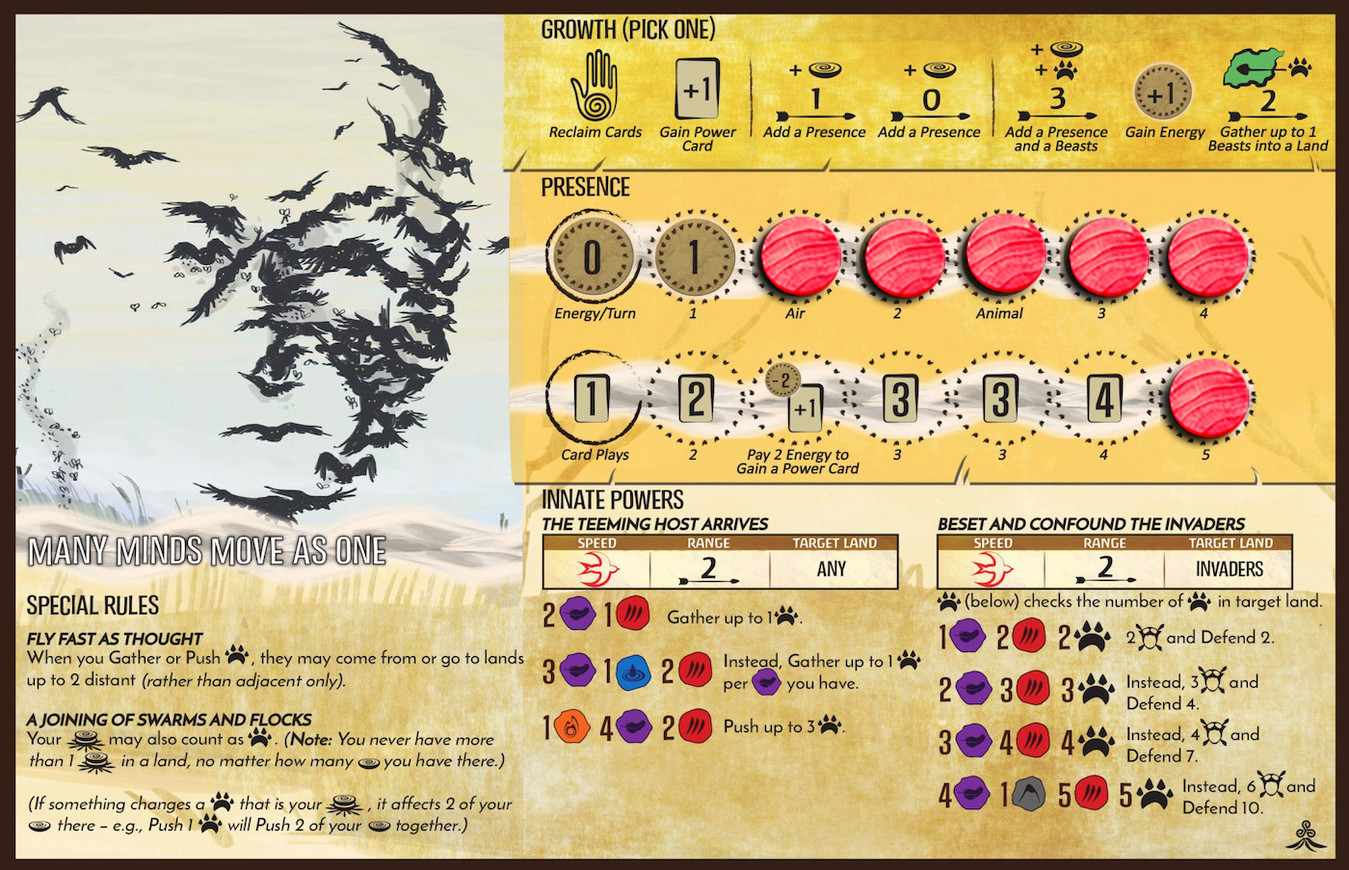 GROWTH (PICK ONE)
+1
+
1
+
0
+
+
3
+1
2
Reclaim Cards
Gain Power
Card
Add a Presence
Add a Presence
Add a Presence
and a Beasts
Gain Energy
Gather up to 1
Beasts into a Land
PRESENCE
0
1
Energy/Turn
1
Air
2
Animal
3
4
1
2
-2
+1
3
3
4
Card Plays
2
Pay 2 Energy to
Gain a Power Card
3
3
4
5
MANY MINDS MOVE AS ONE
SPECIAL RULES
FLY FAST AS THOUGHT
When you Gather or Push , they may come from or go to lands
up to 2 distant (rather than adjacent only).
A JOINING OF SWARMS AND FLOCKS
Your may also count as . (Note: You never have more
than 1 in a land, no matter how many you have there.)
(If something changes a that is your , it affects 2 of your
there – e.g., Push 1 will Push 2 of your together.)
INNATE POWERS
THE TEEMING HOST ARRIVES
SPEED RANGE TARGET LAND
2 ANY
2 1 Gather up to 1 .
3 1 2 Instead, Gather up to 1
per you have.
1 4 2 Push up to 3 .
BESET AND CONFOUND THE INVADERS
SPEED RANGE TARGET LAND
2 INVADERS
(below) checks the number of in target land.
1 2 2 2 and Defend 2.
2 3 3 Instead, 3 and
Defend 4.
3 4 4 Instead, 4 and
Defend 7.
4 1 5 5 Instead, 6 and
Defend 10.